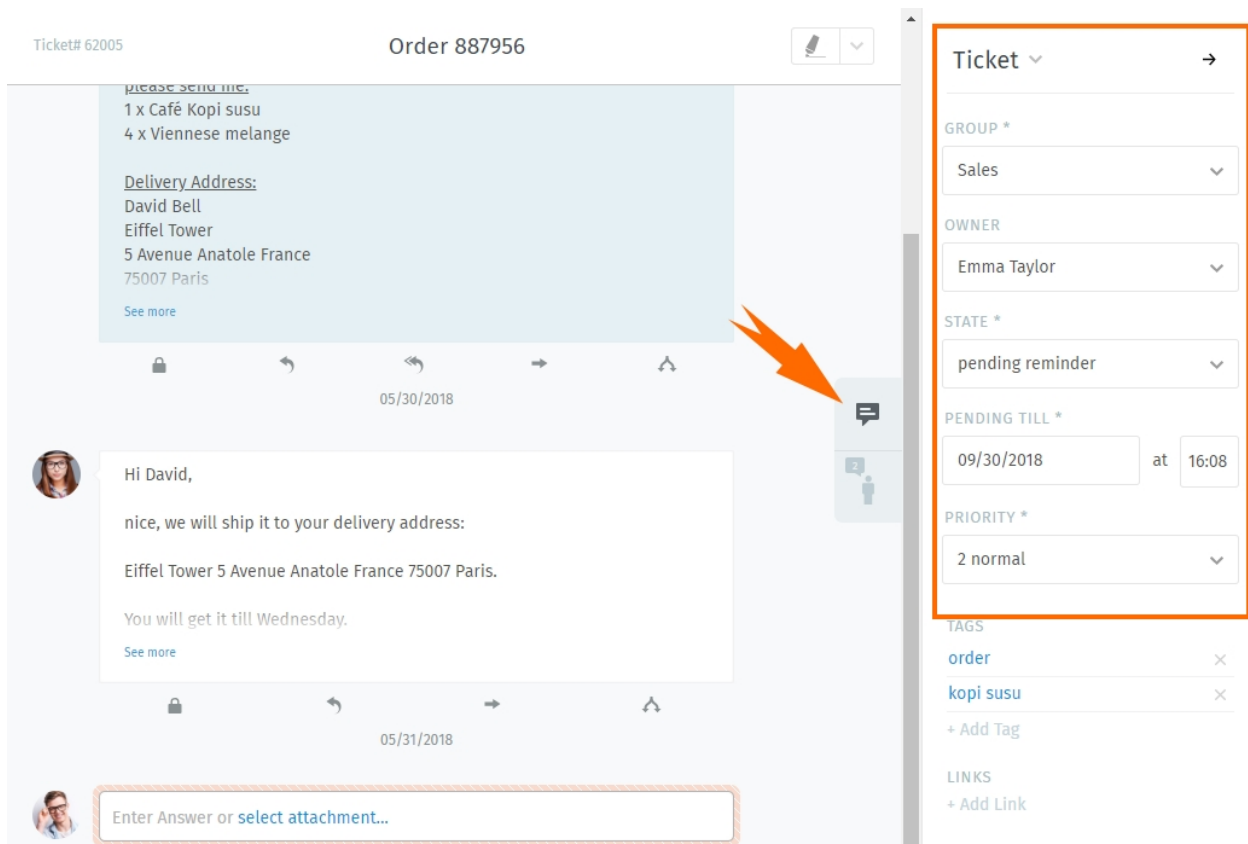 Ticket# 62005
Order 887956
please send me:
1 x Café Kopi susu
4 x Viennese melange
Delivery Address:
David Bell
Eiffel Tower
5 Avenue Anatole France
75007 Paris
See more
05/30/2018
Hi David,
nice, we will ship it to your delivery address:
Eiffel Tower 5 Avenue Anatole France 75007 Paris.
You will get it till Wednesday.
See more
05/31/2018
Enter Answer or select attachment...
2
Ticket
GROUP *
Sales
OWNER
Emma Taylor
STATE *
pending reminder
PENDING TILL *
09/30/2018 at 16:08
PRIORITY *
2 normal
TAGS
order
kopi susu
+ Add Tag
LINKS
+ Add Link